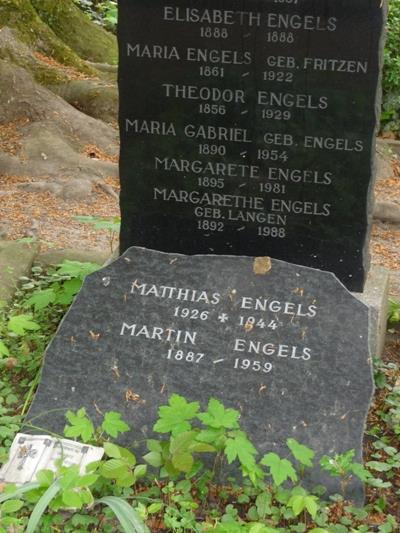 ELISABETH ENGELS
1888 - 1888
MARIA ENGELS GEB. FRITZEN
1861 - 1922
THEODOR ENGELS
1856 - 1929
MARIA GABRIEL GEB. ENGELS
1890 - 1954
MARGARETE ENGELS
1895 - 1981
MARGARETHE ENGELS
GEB. LANGEN
1892 - 1988
MATTHIAS ENGELS
1926 ✠ 1944
MARTIN ENGELS
1887 - 1959